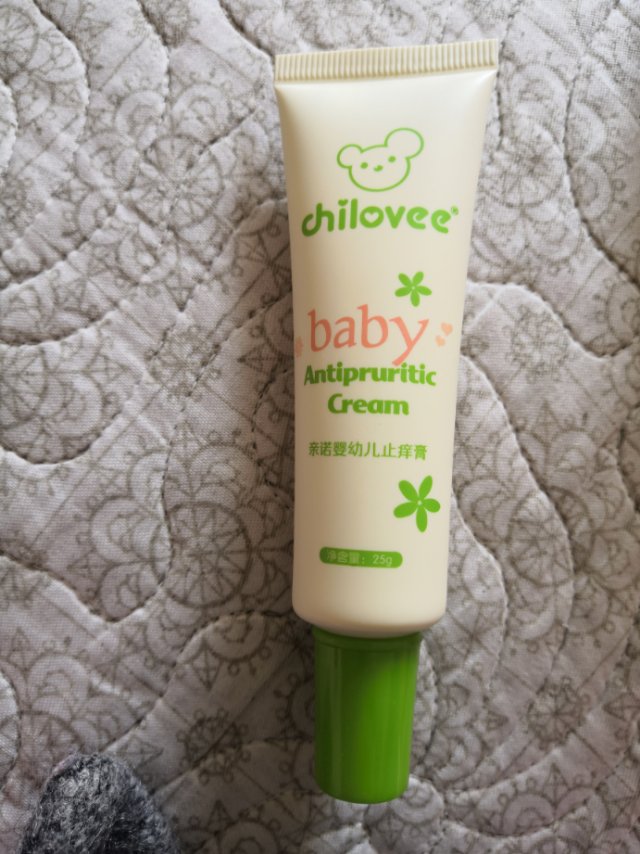 chilovee®
baby
Antipruritic
Cream
亲诺婴幼儿止痒膏
净含量：25g